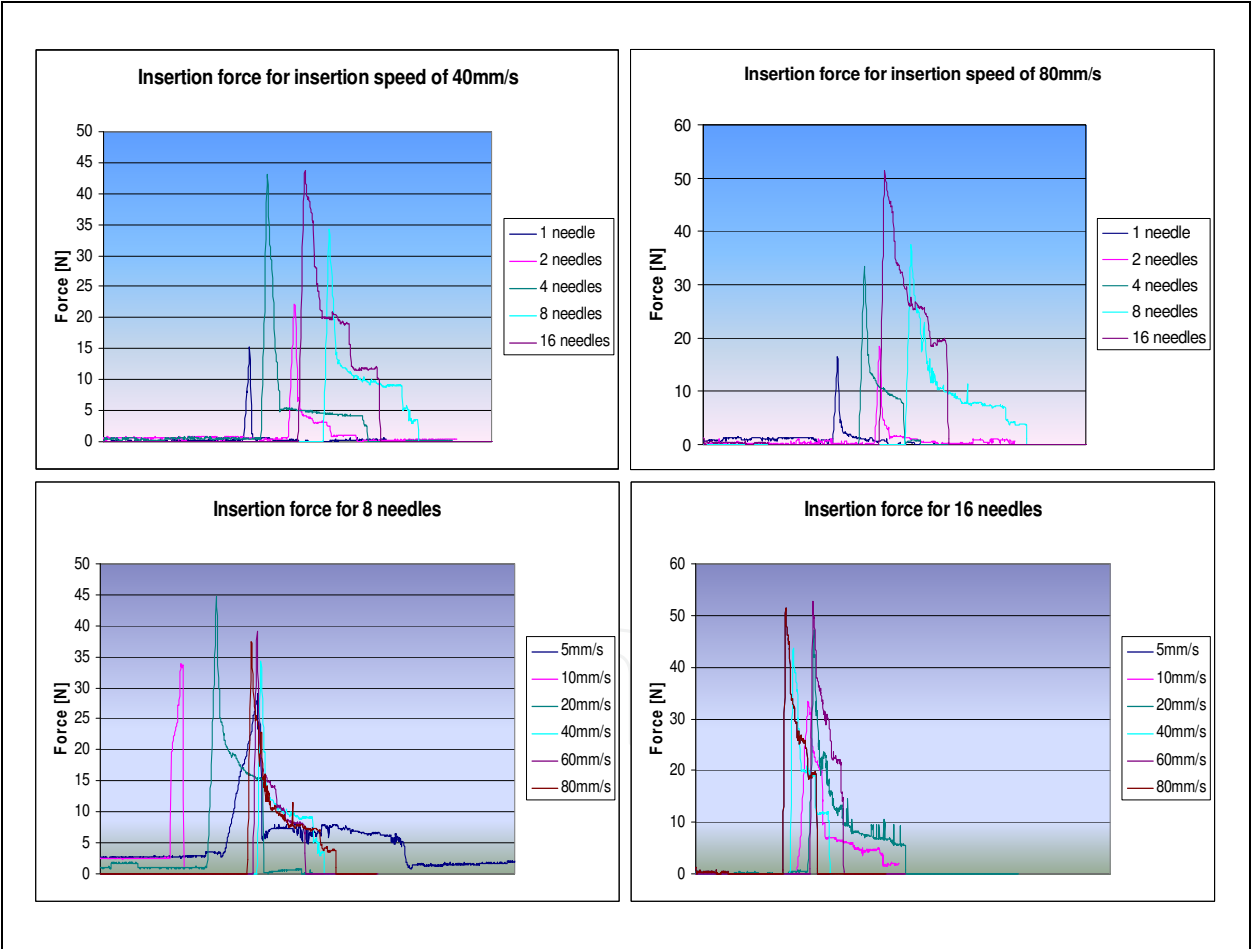 Insertion force for insertion speed of 40mm/s
Force [N]
50
45
40
35
30
25
20
15
10
5
0
1 needle
2 needles
4 needles
8 needles
16 needles
Insertion force for insertion speed of 80mm/s
Force [N]
60
50
40
30
20
10
0
1 needle
2 needles
4 needles
8 needles
16 needles
Insertion force for 8 needles
Force [N]
50
45
40
35
30
25
20
15
10
5
0
5mm/s
10mm/s
20mm/s
40mm/s
60mm/s
80mm/s
Insertion force for 16 needles
Force [N]
60
50
40
30
20
10
0
5mm/s
10mm/s
20mm/s
40mm/s
60mm/s
80mm/s